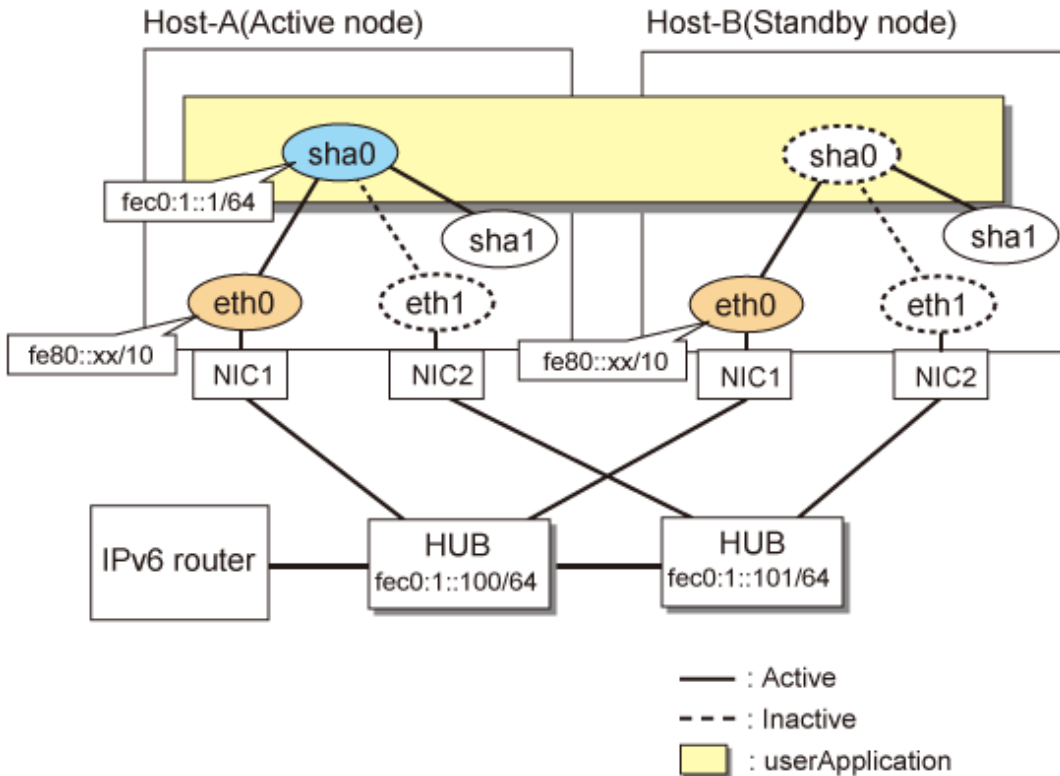 Host-A(Active node)
Host-B(Standby node)
sha0
sha0
fec0:1::1/64
sha1
sha1
eth0
eth1
eth0
eth1
fe80::xx/10
fe80::xx/10
NIC1
NIC2
NIC1
NIC2
IPv6 router
HUB
fec0:1::100/64
HUB
fec0:1::101/64
: Active
: Inactive
: userApplication